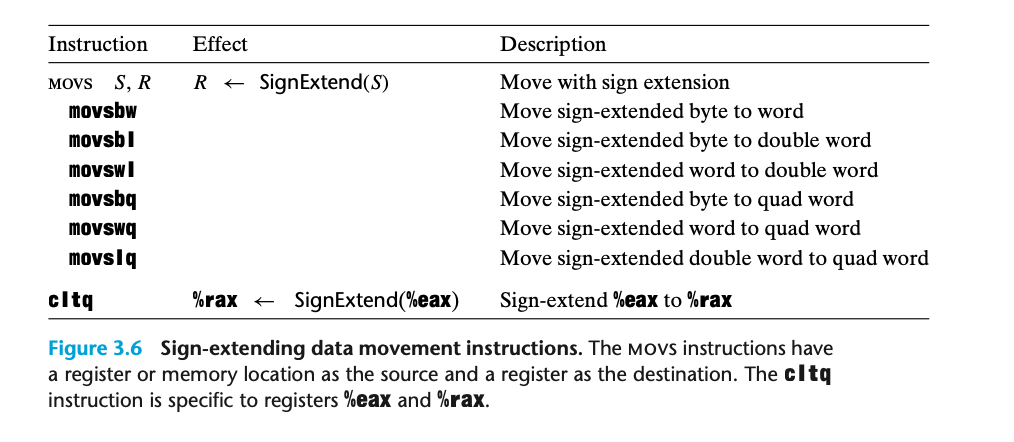 Instruction Effect Description
MOVS S, R R ← SignExtend(S) Move with sign extension
movsbw Move sign-extended byte to word
movsbl Move sign-extended byte to double word
movswl Move sign-extended word to double word
movsbq Move sign-extended byte to quad word
movswq Move sign-extended word to quad word
movslq Move sign-extended double word to quad word
cltq %rax ← SignExtend(%eax) Sign-extend %eax to %rax
Figure 3.6 Sign-extending data movement instructions. The MOVS instructions have
a register or memory location as the source and a register as the destination. The cltq
instruction is specific to registers %eax and %rax.